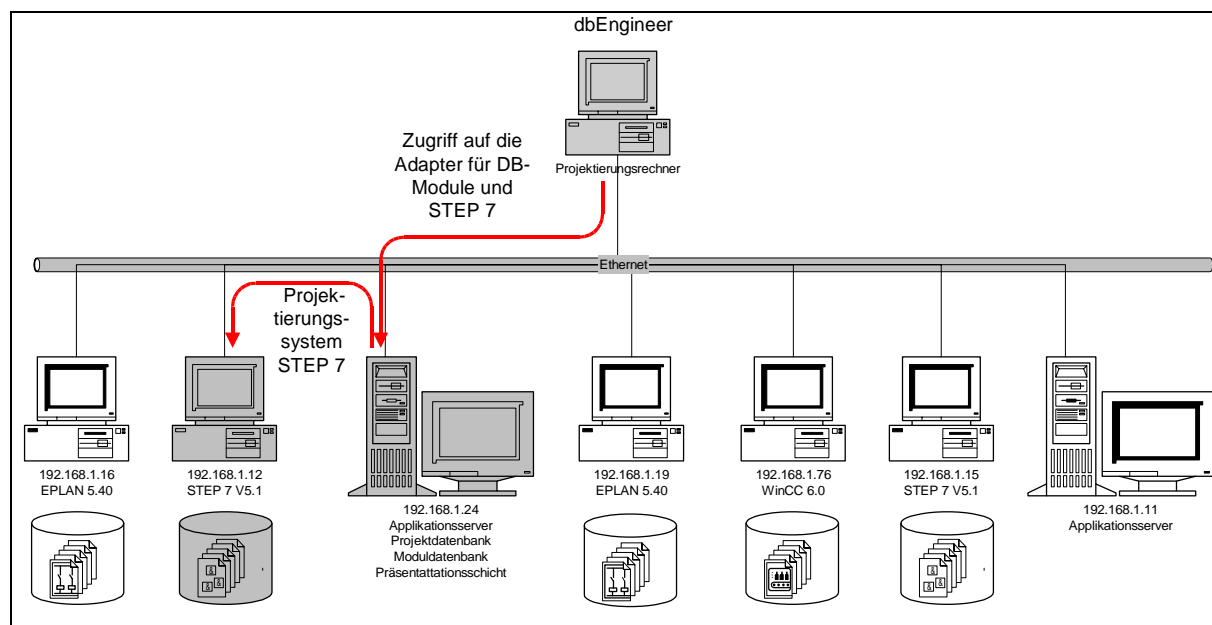 dbEngineer
Zugriff auf die
Adapter für DB-
Module und
STEP 7
Projektierungsrechner
Ethernet
Projek-
tierungs-
system
STEP 7
192.168.1.16
EPLAN 5.40
192.168.1.12
STEP 7 V5.1
192.168.1.24
Applikationsserver
Projektdatenbank
Moduldatenbank
Präsentattationsschicht
192.168.1.19
EPLAN 5.40
192.168.1.76
WinCC 6.0
192.168.1.15
STEP 7 V5.1
192.168.1.11
Applikationsserver
&
&
&
&
&
&